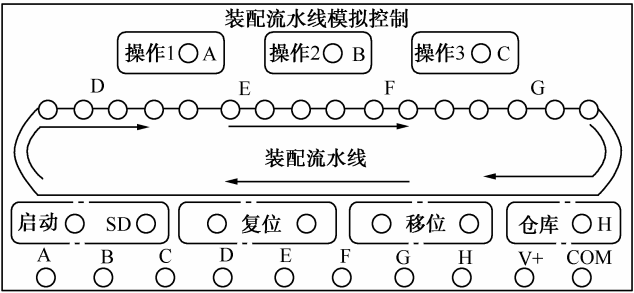 装配流水线模拟控制
操作1 A 操作2 B 操作3 C
D E F G
装配流水线
启动 SD 复位 移位 仓库 H
A B C D E F G H V+ COM